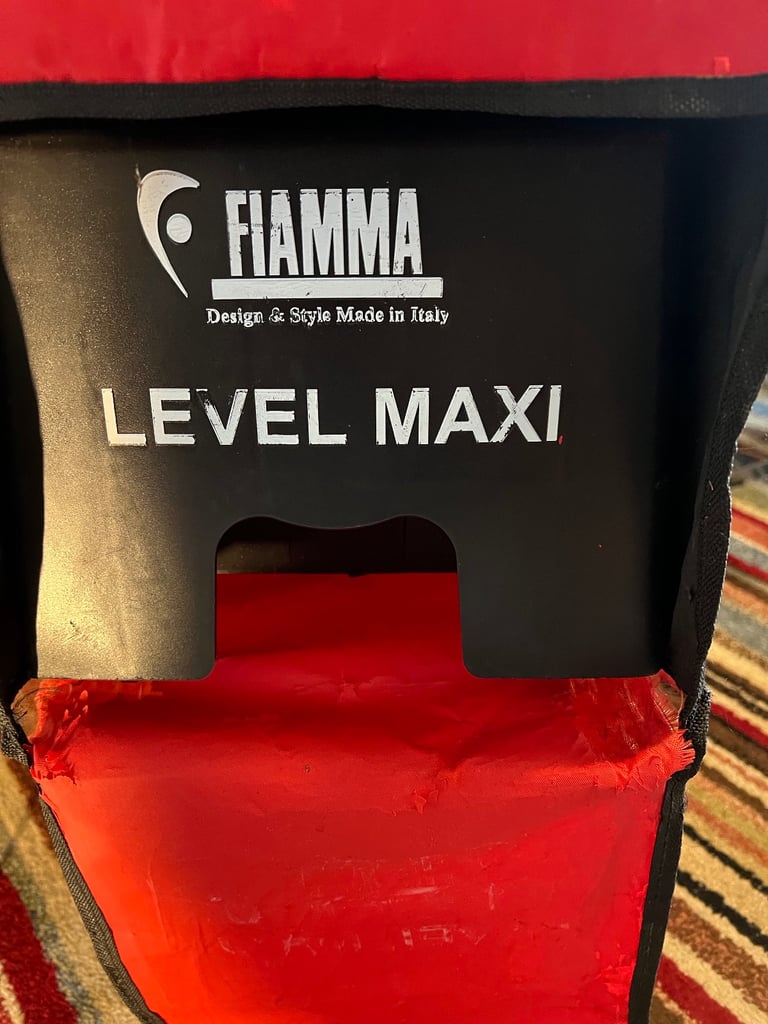 FIAMMA
Design & Style Made in Italy
LEVEL MAXI